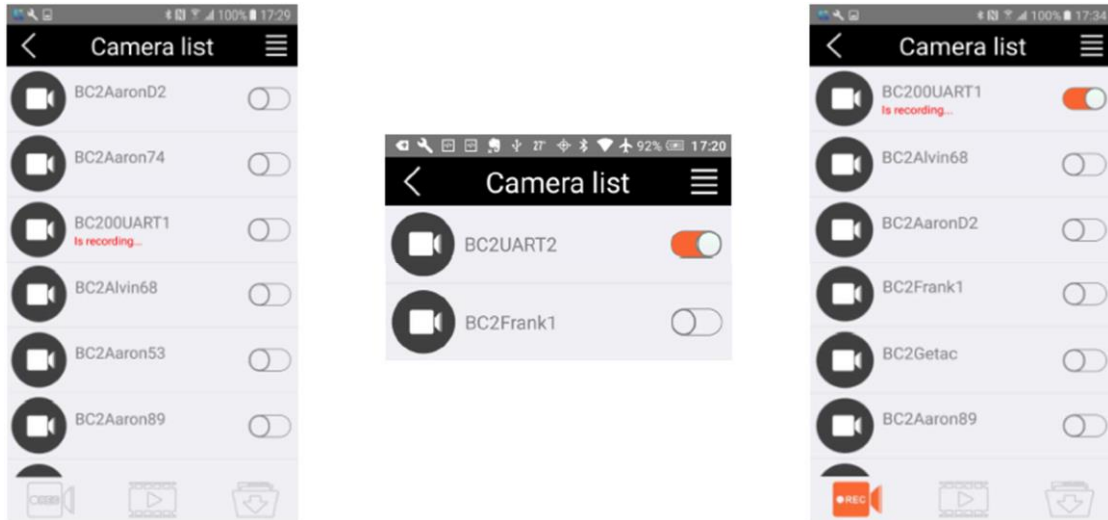 100% 17:29
Camera list
BC2AaronD2
BC2Aaron74
BC200UART1
Is recording...
BC2Alvin68
BC2Aaron53
BC2Aaron89
27° 92% 17:20
Camera list
BC2UART2
BC2Frank1
100% 17:34
Camera list
BC200UART1
Is recording...
BC2Alvin68
BC2AaronD2
BC2Frank1
BC2Getac
BC2Aaron89
REC